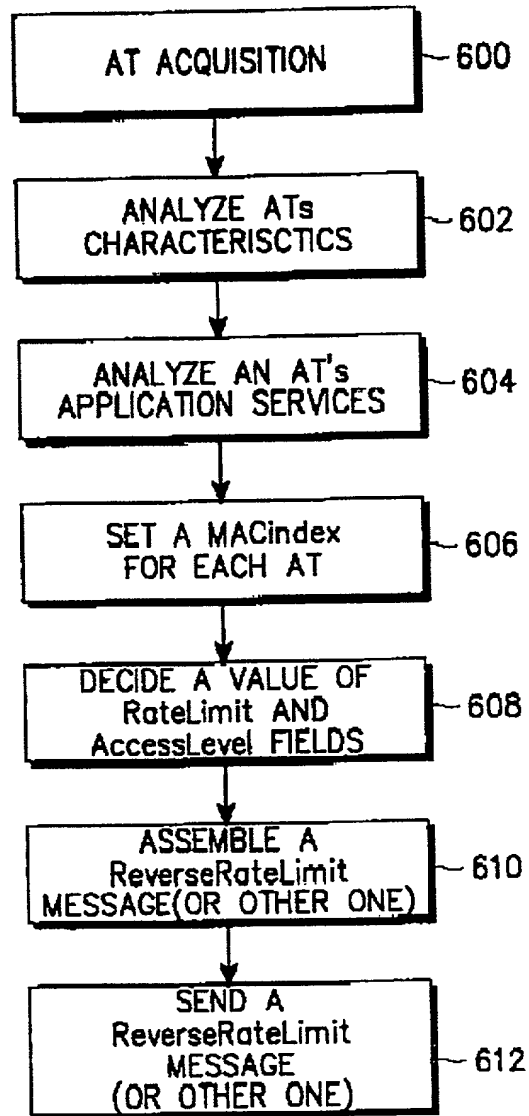 AT ACQUISITION
600
ANALYZE ATs
CHARACTERISCTICS
602
ANALYZE AN AT's
APPLICATION SERVICES
604
SET A MACindex
FOR EACH AT
606
DECIDE A VALUE OF
RateLimit AND
AccessLevel FIELDS
608
ASSEMBLE A
ReverseRateLimit
MESSAGE(OR OTHER ONE)
610
SEND A
ReverseRateLimit
MESSAGE
(OR OTHER ONE)
612